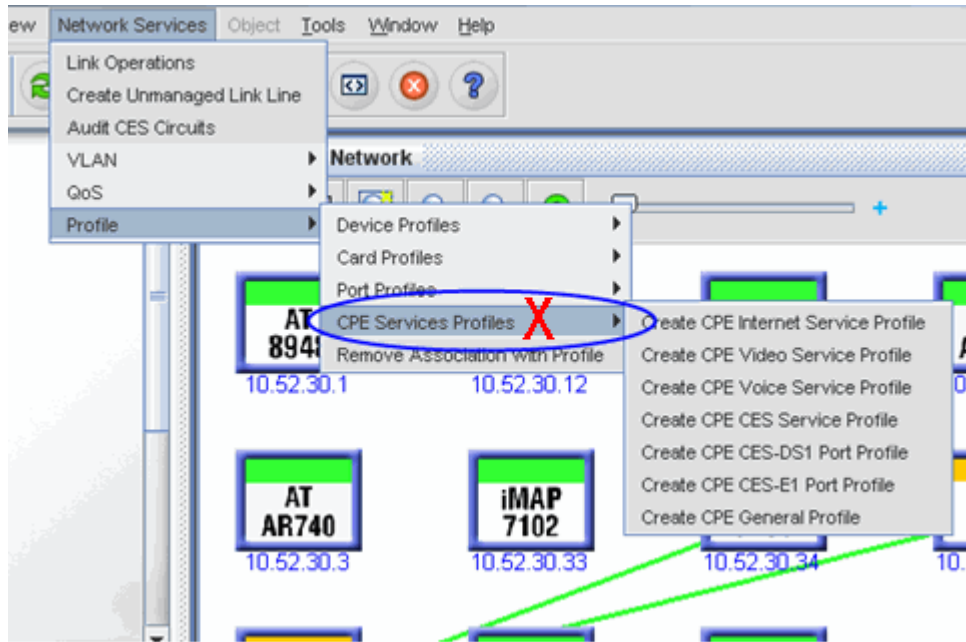 ew Network Services Object Tools Window Help
Link Operations
Create Unmanaged Link Line
Audit CES Circuits
VLAN
QoS
Profile
Network
Device Profiles
Card Profiles
Port Profiles
CPE Services Profiles X
Remove Association with Profile
Create CPE Internet Service Profile
Create CPE Video Service Profile
Create CPE Voice Service Profile
Create CPE CES Service Profile
Create CPE CES-DS1 Port Profile
Create CPE CES-E1 Port Profile
Create CPE General Profile
AT
894
10.52.30.1
10.52.30.12
AT
AR740
10.52.30.3
iMAP
7102
10.52.30.33
10.52.30.34
10.